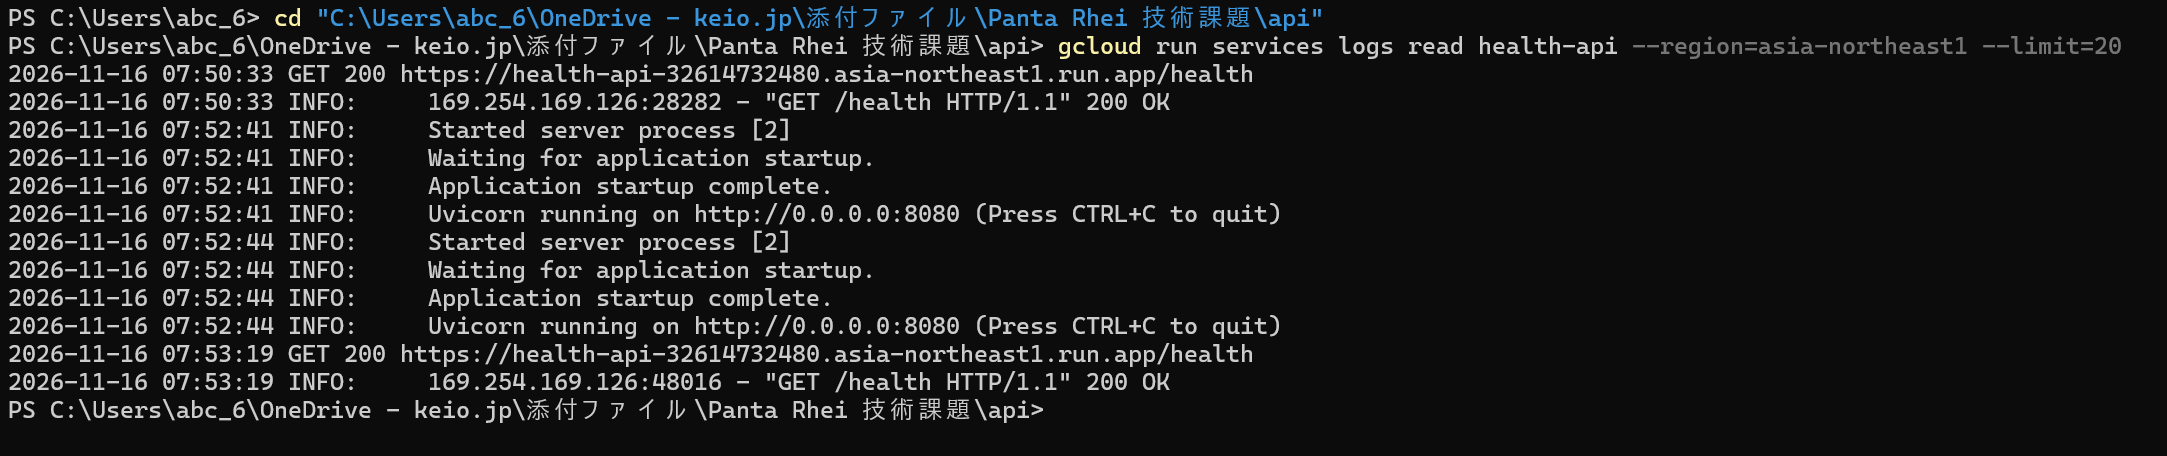 PS C:\Users\abc_6> cd "C:\Users\abc_6\OneDrive - keio.jp\添付ファイル\Panta Rhei 技術課題\api"
PS C:\Users\abc_6\OneDrive - keio.jp\添付ファイル\Panta Rhei 技術課題\api> gcloud run services logs read health-api --region=asia-northeast1 --limit=20
2026-11-16 07:50:33 GET 200 https://health-api-32614732480.asia-northeast1.run.app/health
2026-11-16 07:50:33 INFO:     169.254.169.126:28282 - "GET /health HTTP/1.1" 200 OK
2026-11-16 07:52:41 INFO:     Started server process [2]
2026-11-16 07:52:41 INFO:     Waiting for application startup.
2026-11-16 07:52:41 INFO:     Application startup complete.
2026-11-16 07:52:41 INFO:     Uvicorn running on http://0.0.0.0:8080 (Press CTRL+C to quit)
2026-11-16 07:52:44 INFO:     Started server process [2]
2026-11-16 07:52:44 INFO:     Waiting for application startup.
2026-11-16 07:52:44 INFO:     Application startup complete.
2026-11-16 07:52:44 INFO:     Uvicorn running on http://0.0.0.0:8080 (Press CTRL+C to quit)
2026-11-16 07:53:19 GET 200 https://health-api-32614732480.asia-northeast1.run.app/health
2026-11-16 07:53:19 INFO:     169.254.169.126:48016 - "GET /health HTTP/1.1" 200 OK
PS C:\Users\abc_6\OneDrive - keio.jp\添付ファイル\Panta Rhei 技術課題\api>